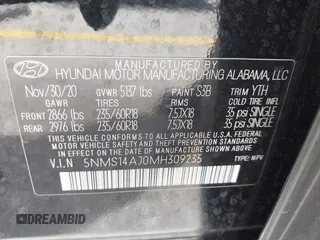 MANUFACTURED BY
HYUNDAI MOTOR MANUFACTURING ALABAMA, LLC
Nov/30/20 GVWR 5137 lbs PAINT S3B TRIM YTH
GAWR TIRES RIMS COLD TIRE INFL.
FRONT 2866 lbs 235/60R18 7.5JX18 35 psi SINGLE
REAR 2976 lbs 235/60R18 7.5JX18 35 psi SINGLE
THIS VEHICLE CONFORMS TO ALL APPLICABLE
U.S. FEDERAL MOTOR VEHICLE SAFETY AND
THEFT PREVENTION STANDARDS IN EFFECT ON
THE DATE OF MANUFACTURE SHOWN ABOVE.
V.I.N 5NMS14AJ0MH309235 TYPE: MPV
DREAMBID